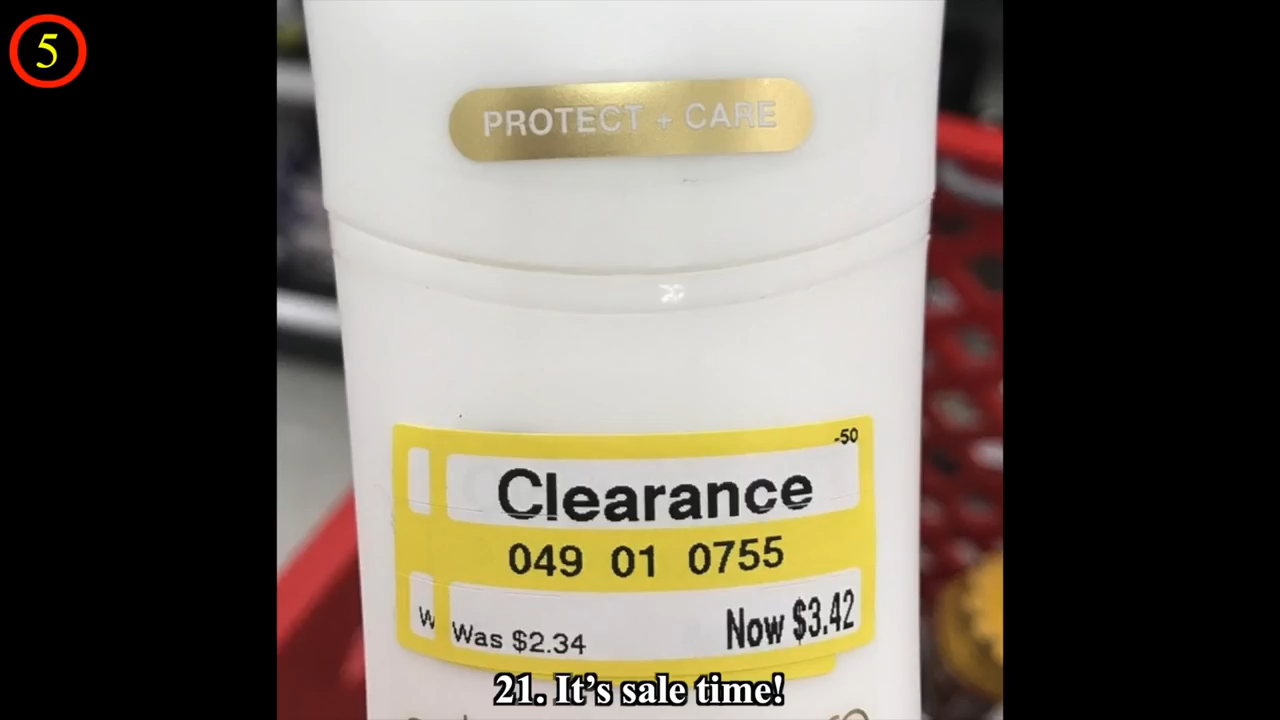 5
PROTECT + CARE
-50
Clearance
049 01 0755
W Was $2.34 Now $3.42
21. It's sale time!